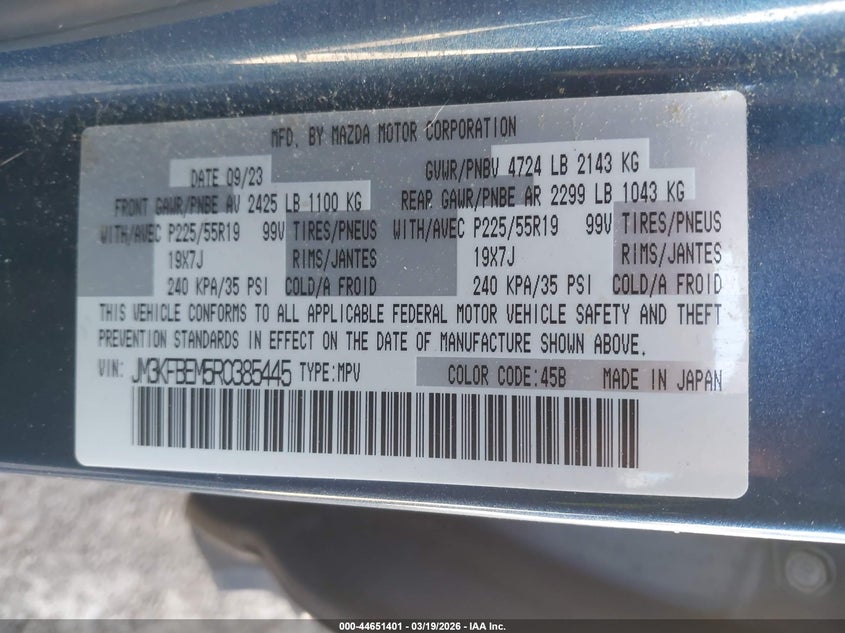 MFD. BY MAZDA MOTOR CORPORATION
DATE 09/23 GVWR/PNBV 4724 LB 2143 KG
FRONT GAWR/PNBE AV 2425 LB 1100 KG REAR GAWR/PNBE AR 2299 LB 1043 KG
WITH/AVEC P225/55R19 99V TIRES/PNEUS WITH/AVEC P225/55R19 99V TIRES/PNEUS
19X7J RIMS/JANTES 19X7J RIMS/JANTES
240 KPA/35 PSI COLD/A FROID 240 KPA/35 PSI COLD/A FROID
THIS VEHICLE CONFORMS TO ALL APPLICABLE FEDERAL MOTOR VEHICLE SAFETY AND THEFT
PREVENTION STANDARDS IN EFFECT ON THE DATE OF MANUFACTURE SHOWN ABOVE.
VIN: JM3KFBEM5R0385445 TYPE:MPV COLOR CODE:45B MADE IN JAPAN
000-44651401 - 03/19/2026 - IAA Inc.